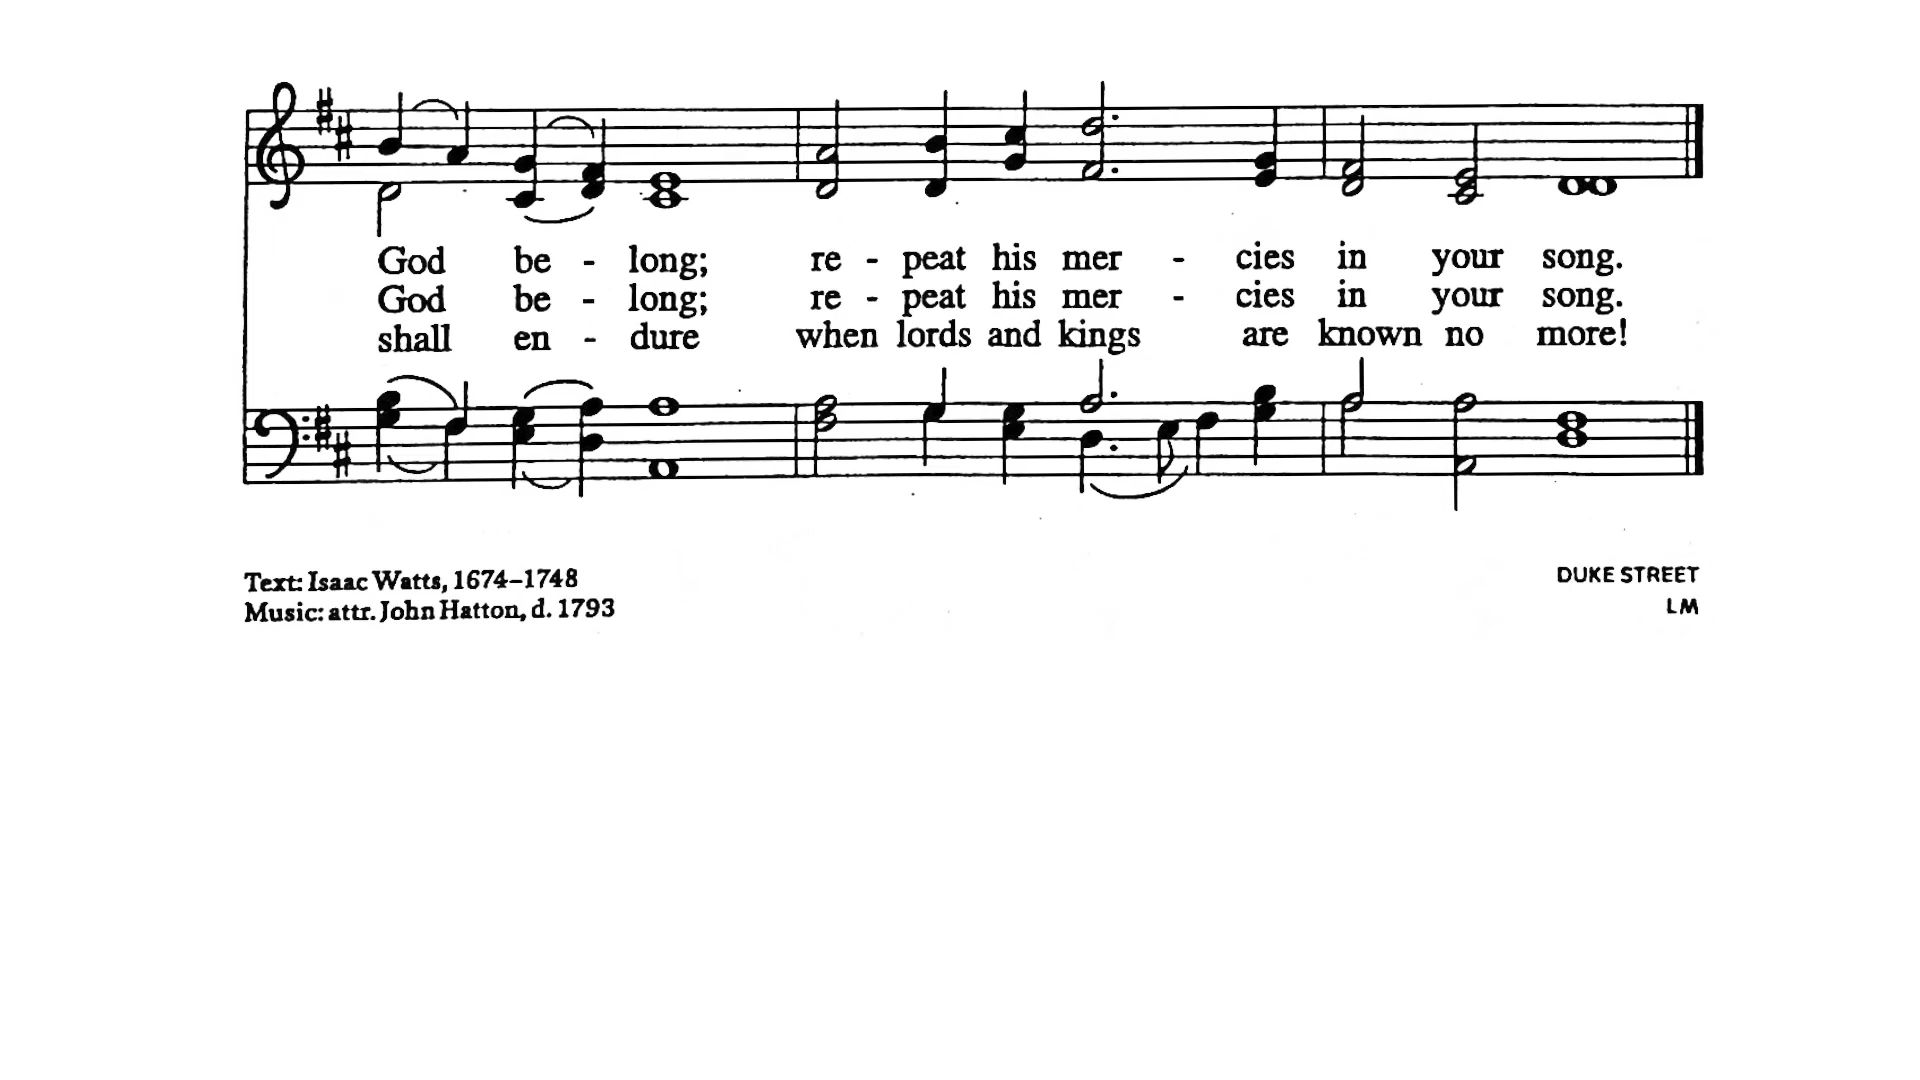 God be - long; re - peat his mer - cies in your song.
God be - long; re - peat his mer - cies in your song.
shall en - dure when lords and kings are known no more!
Text: Isaac Watts, 1674–1748
Music: attr. John Hatton, d. 1793
DUKE STREET
LM